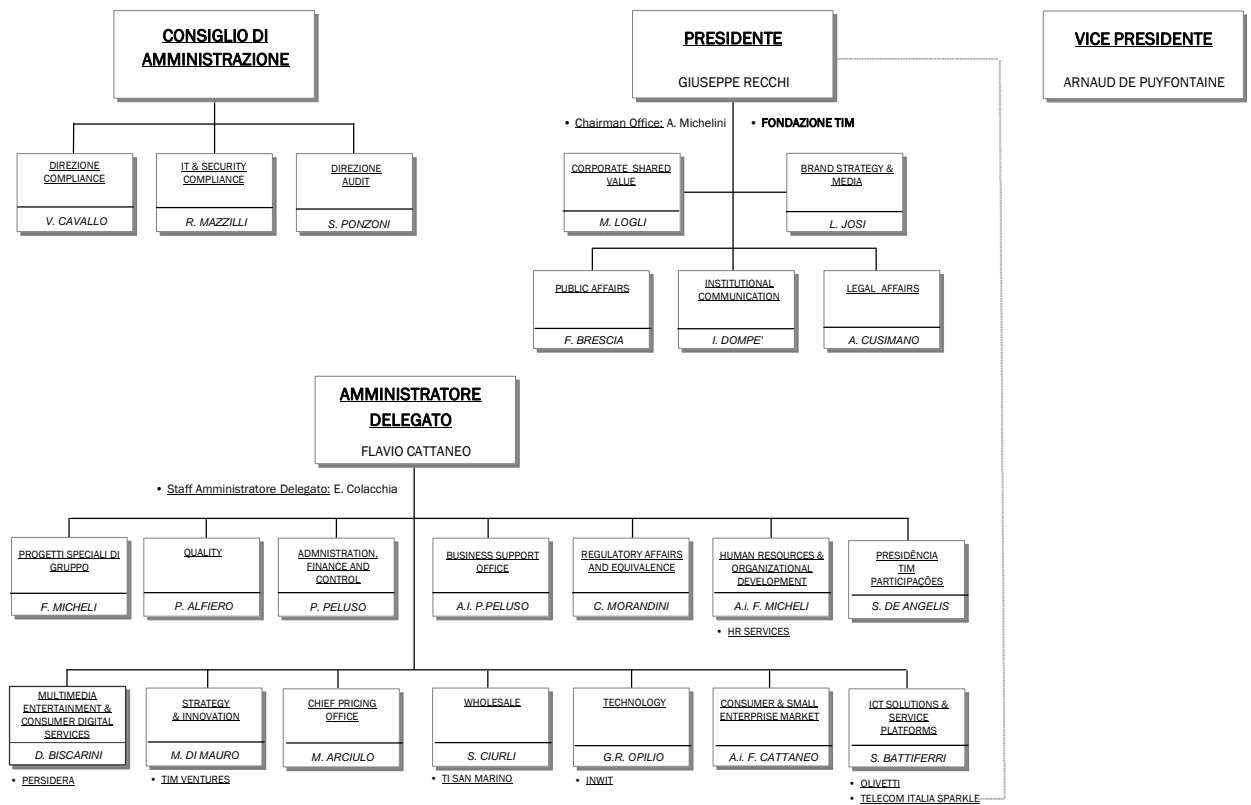 CONSIGLIO DI
AMMINISTRAZIONE
DIREZIONE
COMPLIANCE
V. CAVALLO
IT & SECURITY
COMPLIANCE
R. MAZZILLI
DIREZIONE
AUDIT
S. PONZONI
PRESIDENTE
GIUSEPPE RECCHI
• Chairman Office: A. Michelini
• FONDAZIONE TIM
CORPORATE SHARED
VALUE
M. LOGLI
BRAND STRATEGY &
MEDIA
L. JOSI
PUBLIC AFFAIRS
F. BRESCIA
INSTITUTIONAL
COMMUNICATION
I. DOMPE'
LEGAL AFFAIRS
A. CUSIMANO
VICE PRESIDENTE
ARNAUD DE PUYFONTAINE
AMMINISTRATORE
DELEGATO
FLAVIO CATTANEO
• Staff Amministratore Delegato: E. Colacchia
PROGETTI SPECIALI DI
GRUPPO
F. MICHELI
QUALITY
P. ALFIERO
ADMNISTRATION,
FINANCE AND
CONTROL
P. PELUSO
BUSINESS SUPPORT
OFFICE
A.I. P.PELUSO
REGULATORY AFFAIRS
AND EQUIVALENCE
C. MORANDINI
HUMAN RESOURCES &
ORGANIZATIONAL
DEVELOPMENT
A.i. F. MICHELI
• HR SERVICES
PRESIDÊNCIA
TIM
PARTICIPAÇÕES
S. DE ANGELIS
MULTIMEDIA
ENTERTAINMENT &
CONSUMER DIGITAL
SERVICES
D. BISCARINI
• PERSIDERA
STRATEGY
& INNOVATION
M. DI MAURO
• TIM VENTURES
CHIEF PRICING
OFFICE
M. ARCIULO
WHOLESALE
S. CIURLI
• TI SAN MARINO
TECHNOLOGY
G.R. OPILIO
• INWIT
CONSUMER & SMALL
ENTERPRISE MARKET
A.i. F. CATTANEO
ICT SOLUTIONS &
SERVICE
PLATFORMS
S. BATTIFERRI
• OLIVETTI
• TELECOM ITALIA SPARKLE